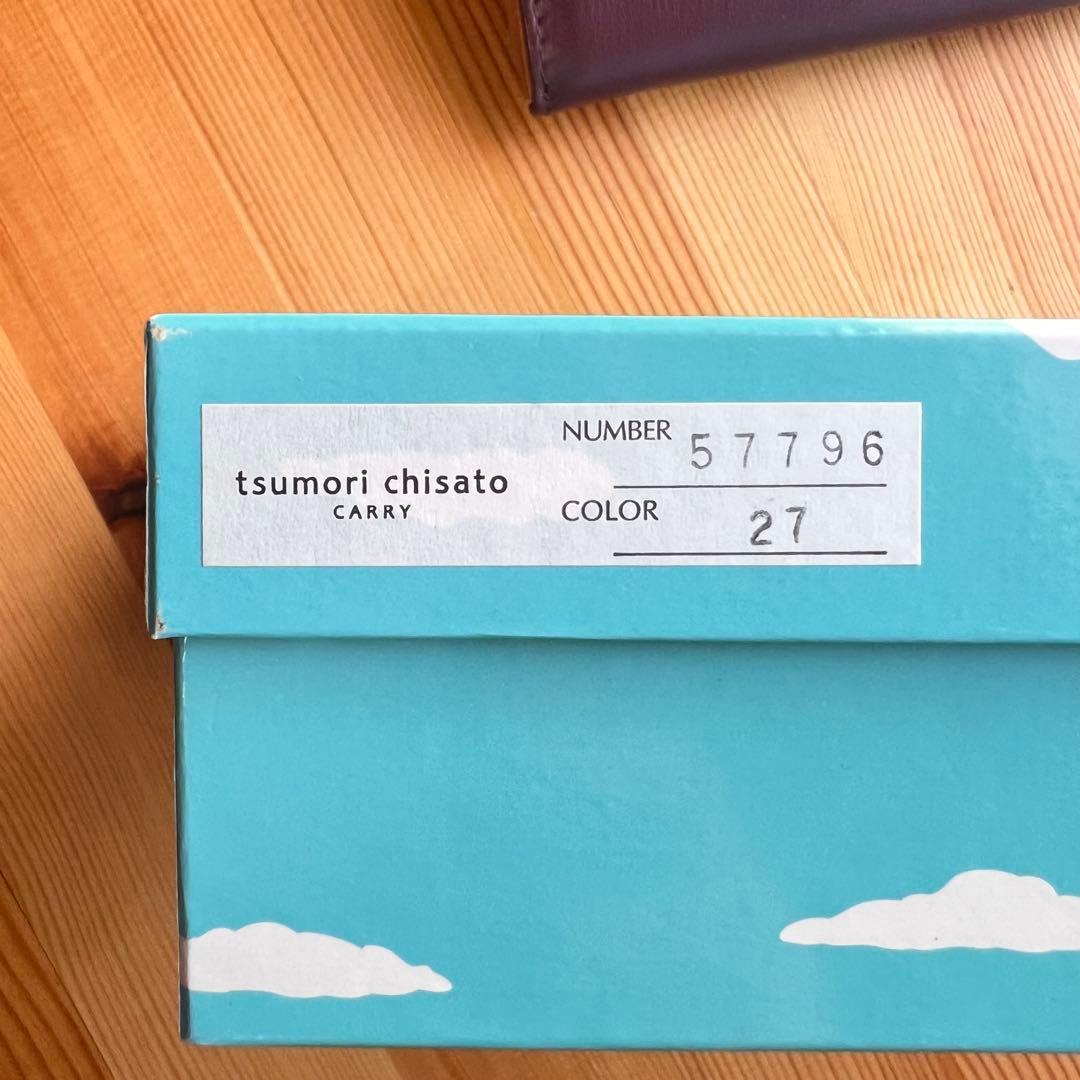 tsumori chisato
CARRY
NUMBER 57796
COLOR 27